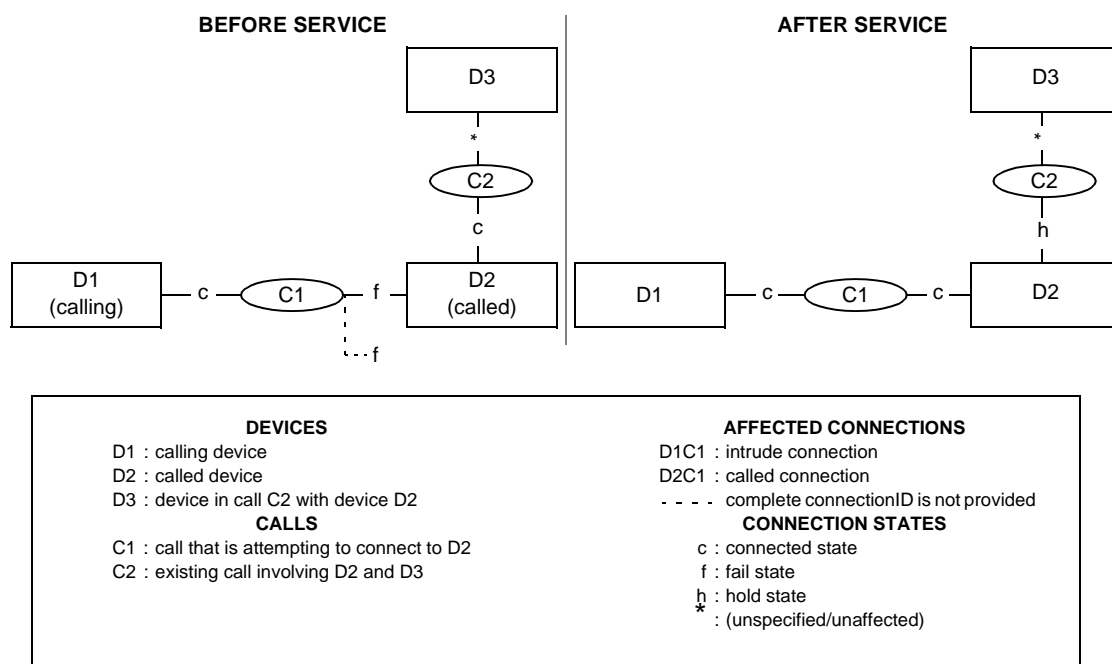 BEFORE SERVICE
D3
*
C2
c
D1
(calling)
c
C1
f
D2
(called)
f
AFTER SERVICE
D3
*
C2
h
D1
c
C1
c
D2
DEVICES
D1 : calling device
D2 : called device
D3 : device in call C2 with device D2
CALLS
C1 : call that is attempting to connect to D2
C2 : existing call involving D2 and D3
AFFECTED CONNECTIONS
D1C1 : intrude connection
D2C1 : called connection
- - - - complete connectionID is not provided
CONNECTION STATES
c : connected state
f : fail state
h : hold state
* : (unspecified/unaffected)